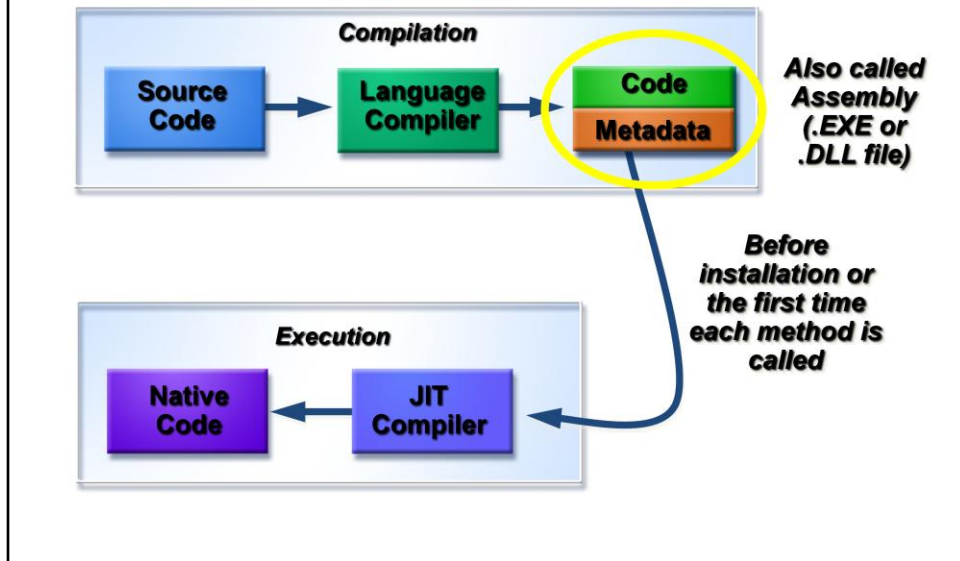 Compilation
Source
Code
Language
Compiler
Code
Metadata
Also called
Assembly
(.EXE or
.DLL file)
Before
installation or
the first time
each method is
called
Execution
Native
Code
JIT
Compiler